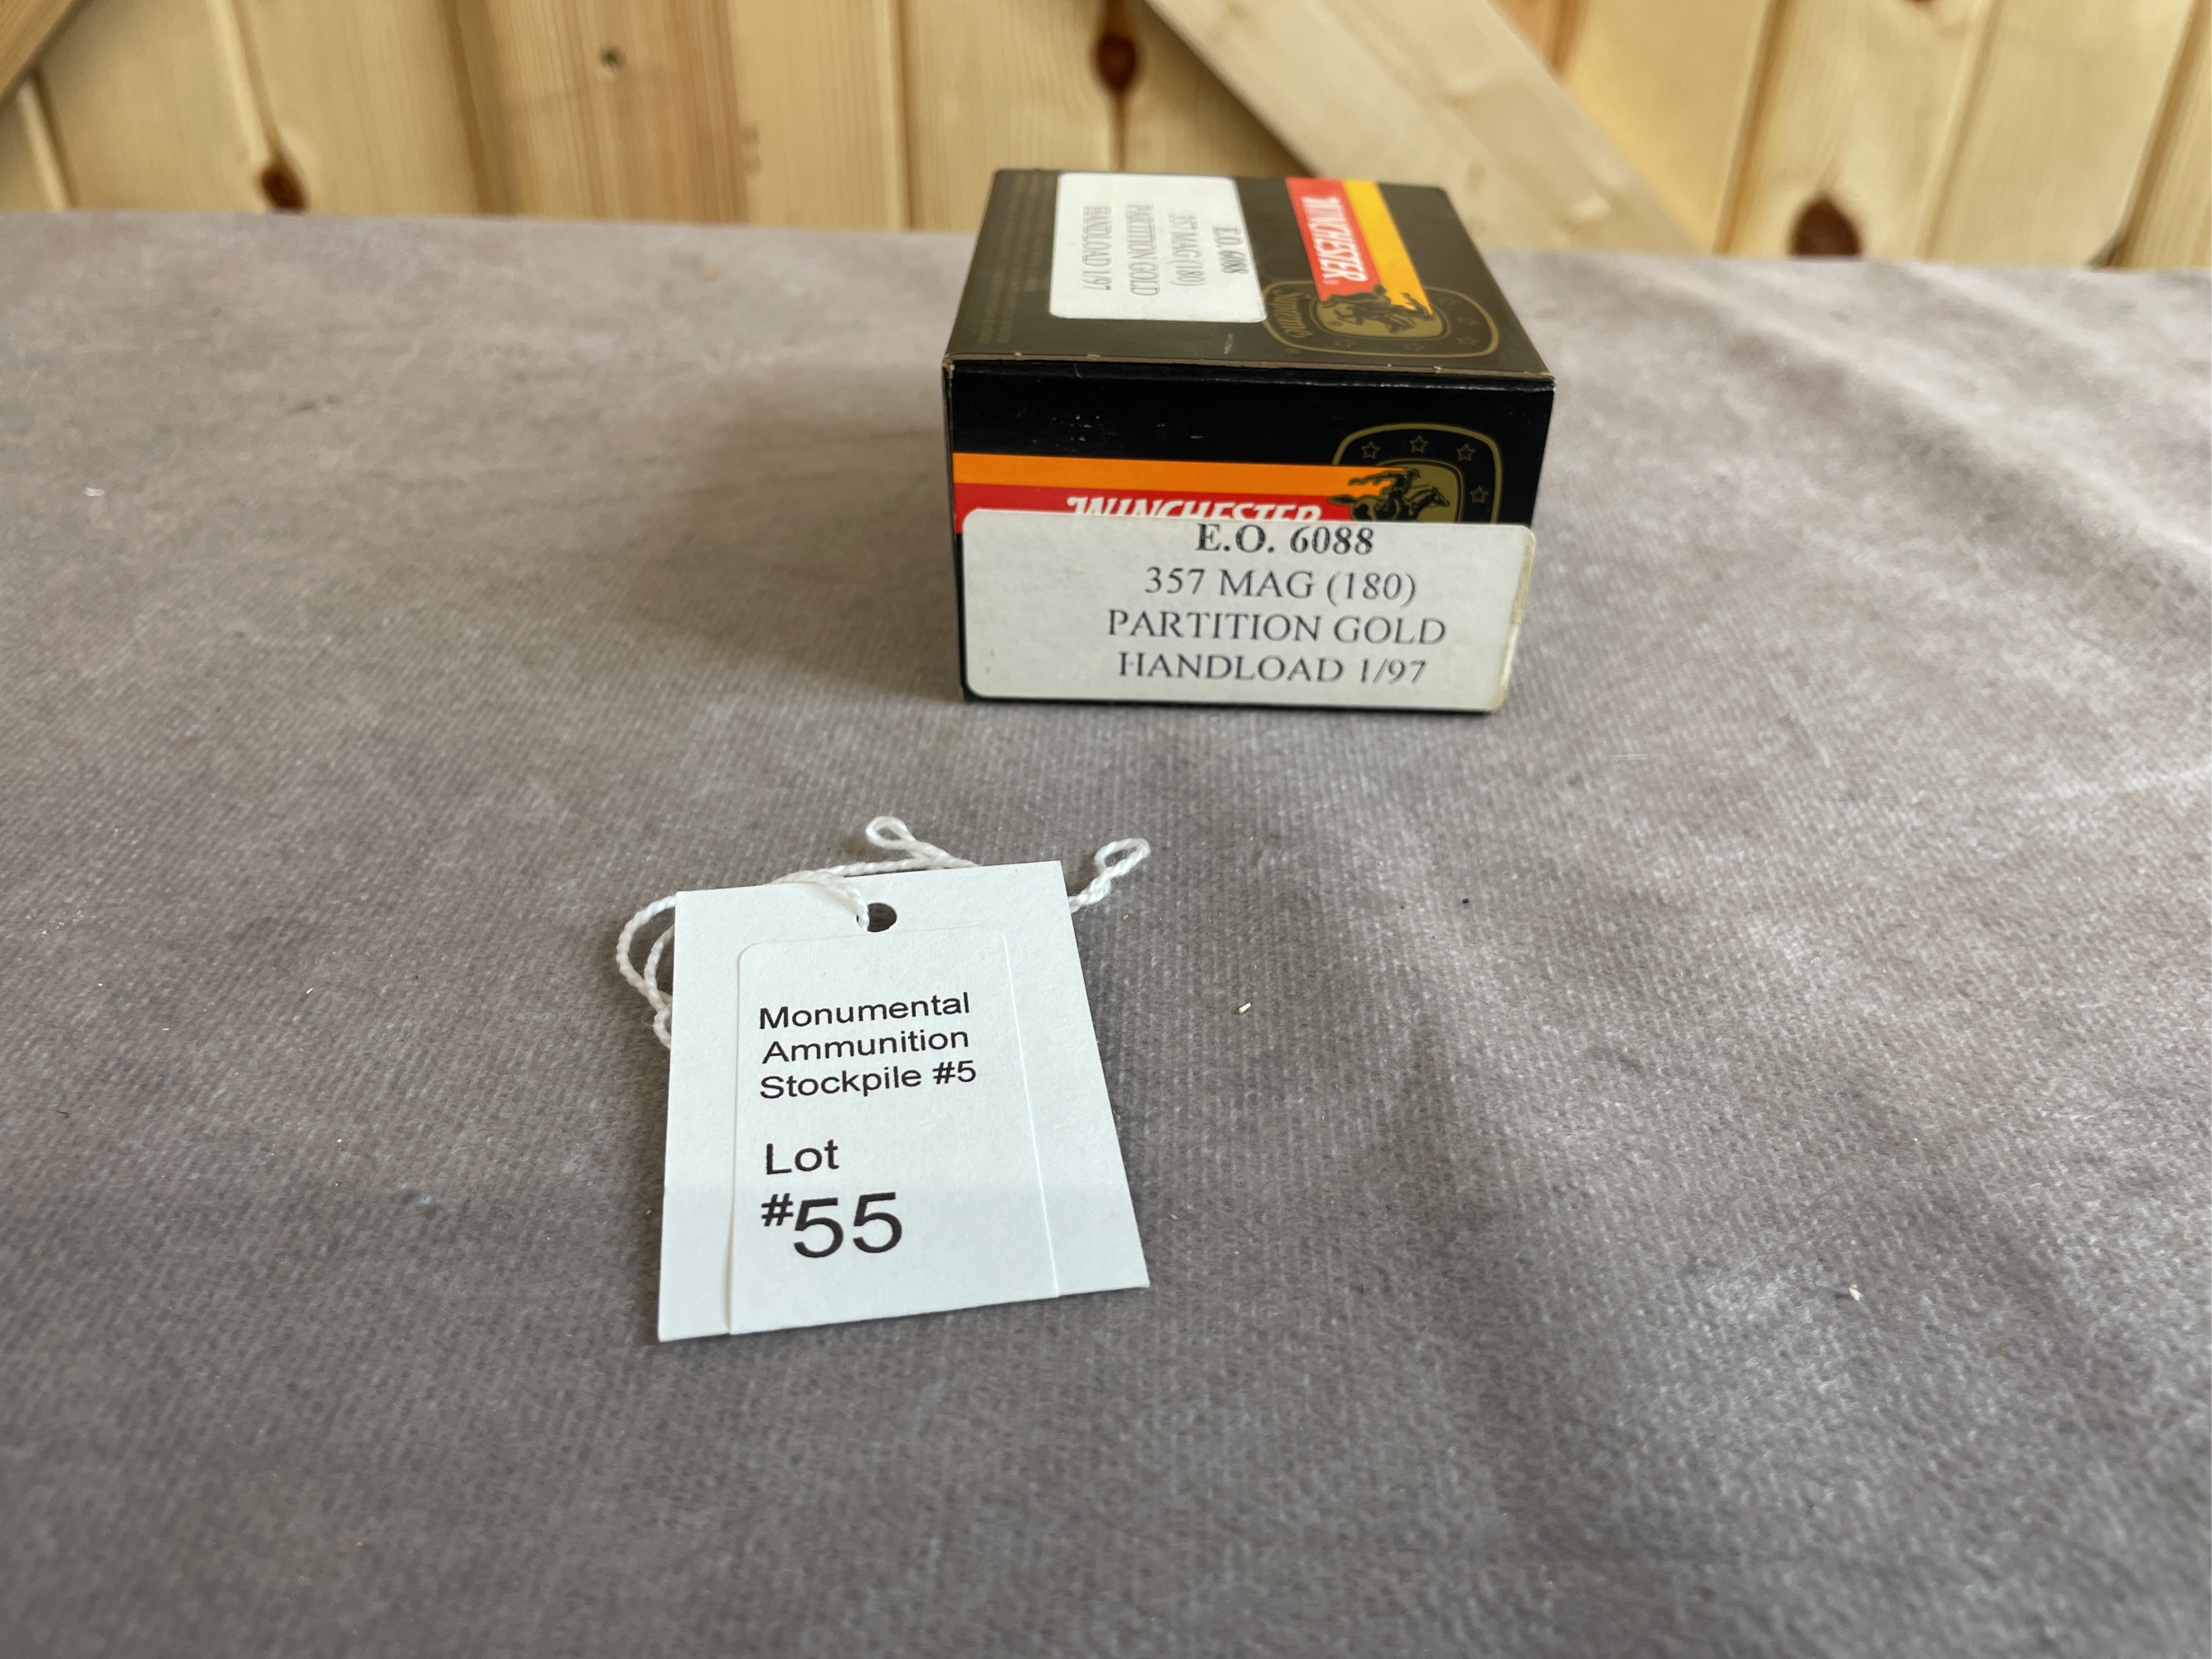 E.O. 6088
357 MAG (180)
PARTITION GOLD
HANDLOAD 1/97
WINCHESTER
Supreme
WINCHESTER
E.O. 6088
357 MAG (180)
PARTITION GOLD
HANDLOAD 1/97
Monumental
Ammunition
Stockpile #5
Lot
#55